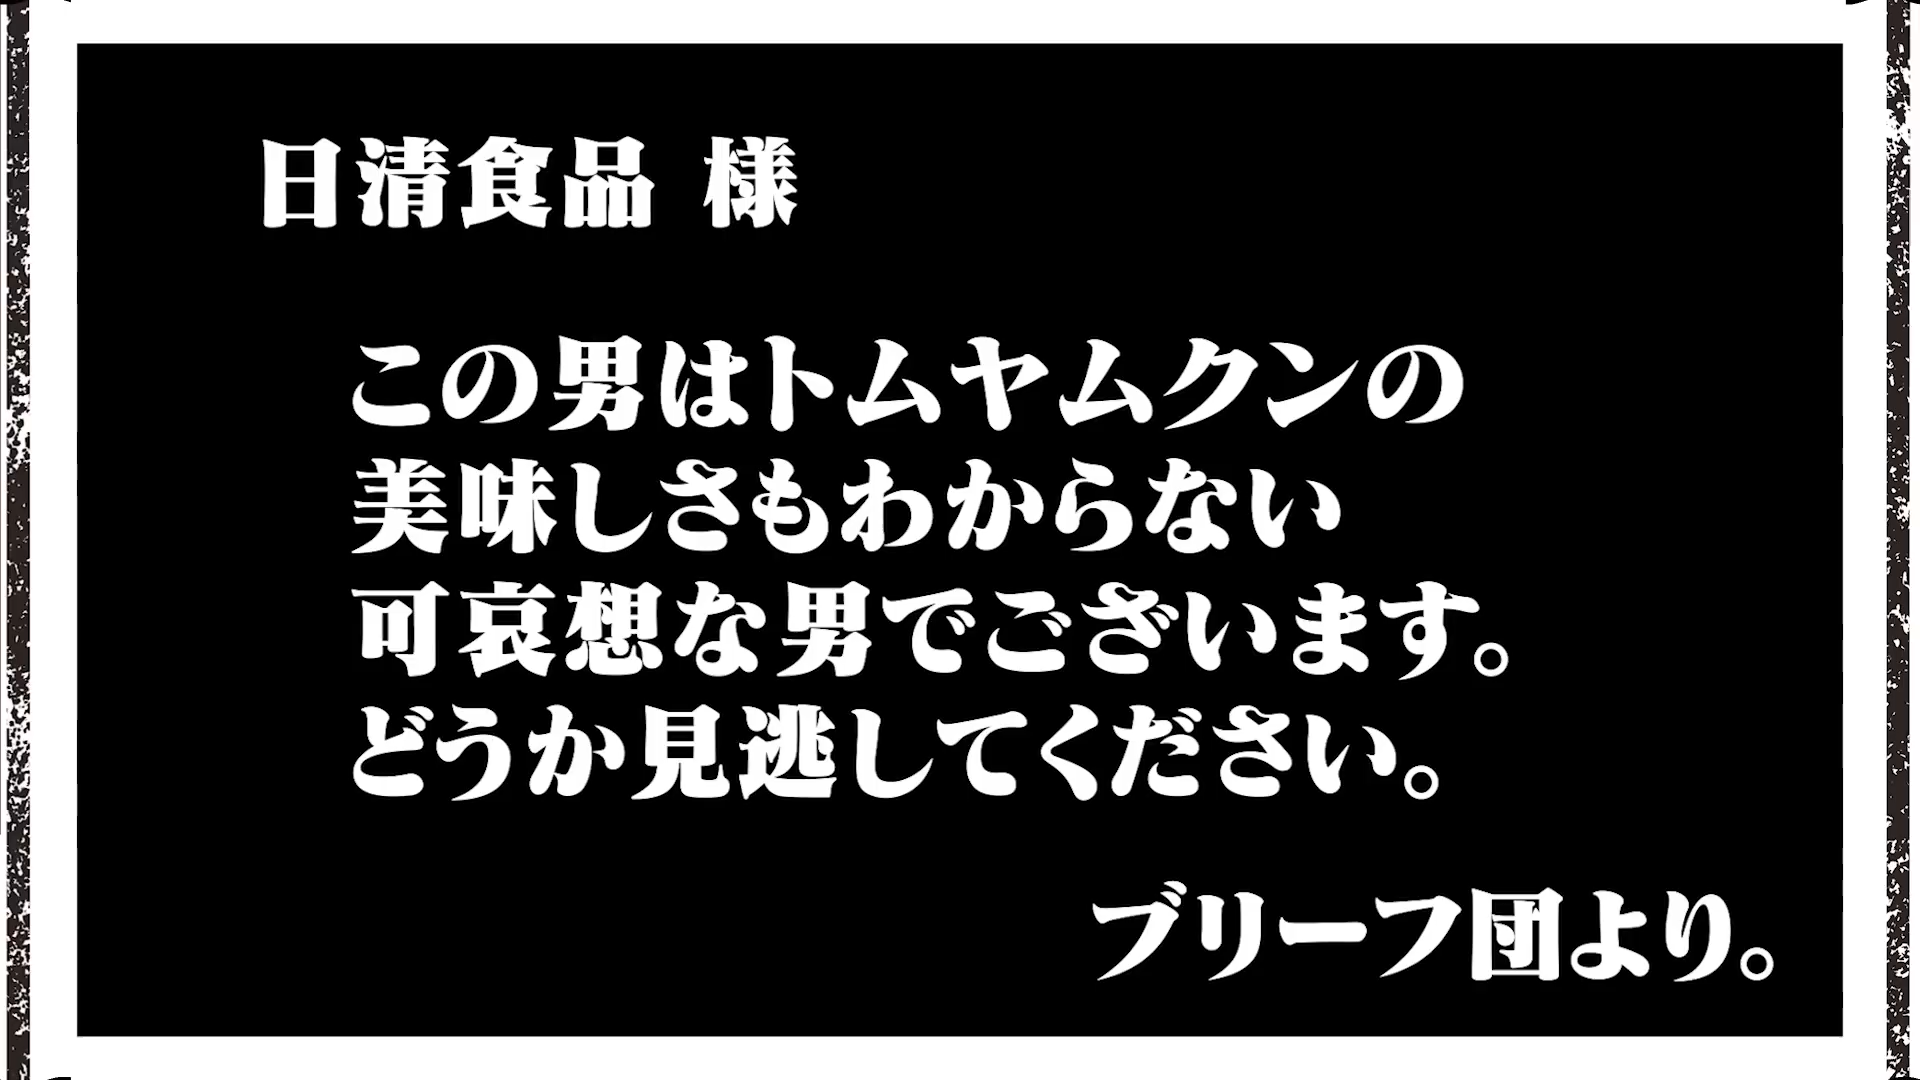 日清食品 様
この男はトムヤムクンの
美味しさもわからない
可哀想な男でございます。
どうか見逃してください。
ブリーフ団より。